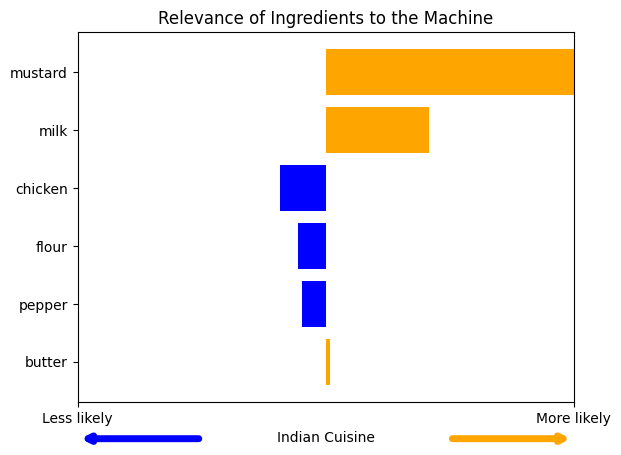 Relevance of Ingredients to the Machine
mustard
milk
chicken
flour
pepper
butter
Less likely
More likely
Indian Cuisine